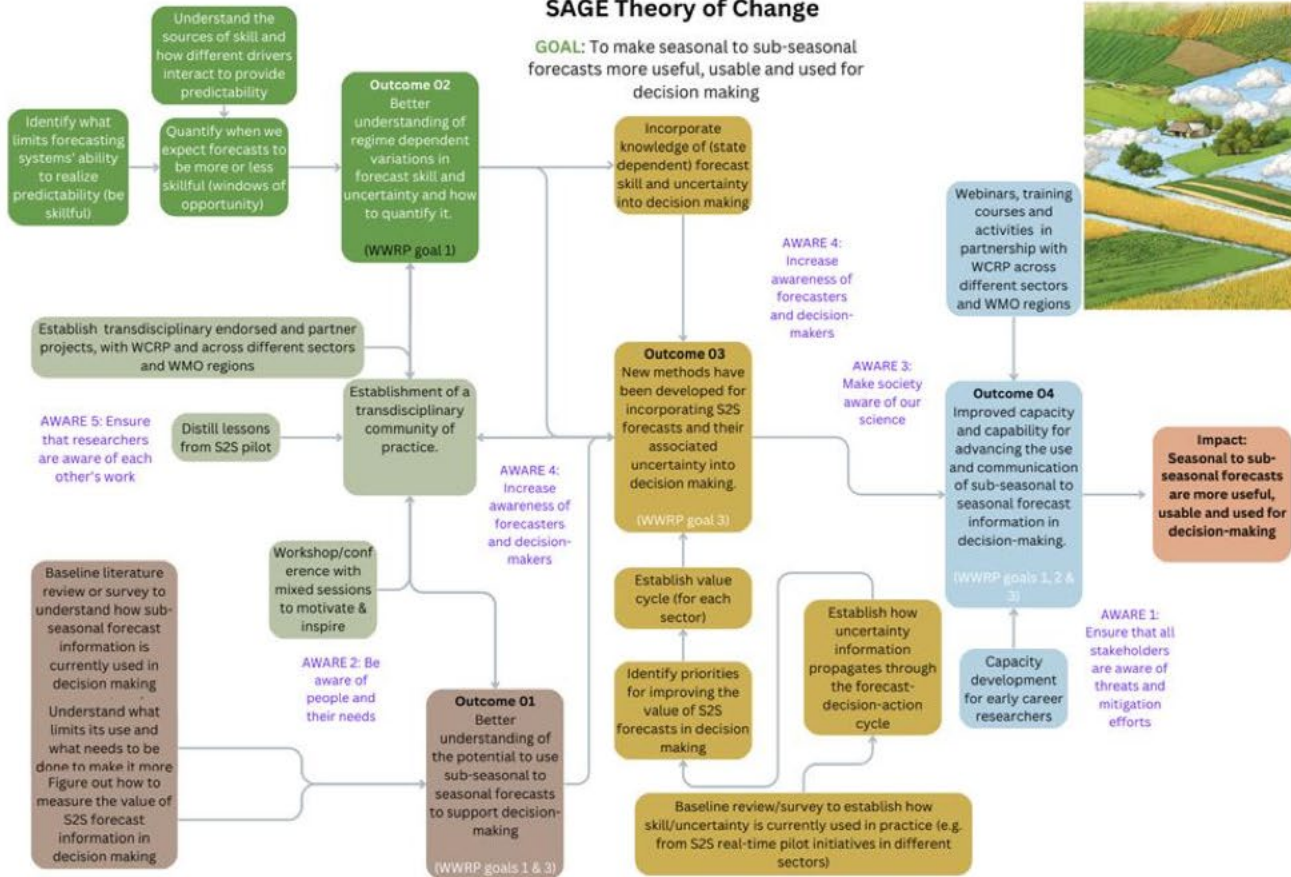 SAGE Theory of Change
GOAL: To make seasonal to sub-seasonal
forecasts more useful, usable and used for
decision making
Understand the
sources of skill and
how different drivers
interact to provide
predictability
Identify what
limits forecasting
systems' ability
to realize
predictability (be
skillful)
Quantify when we
expect forecasts to
be more or less
skillful (windows of
opportunity)
Outcome 02
Better
understanding of
regime dependent
variations in
forecast skill and
uncertainty and how
to quantify it.
(WWRP goal 1)
Incorporate
knowledge of (state
dependent) forecast
skill and uncertainty
into decision making
Webinars, training
courses and
activities in
partnership with
WCRP across
different sectors
and WMO regions
AWARE 4:
Increase
awareness of
forecasters
and decision-
makers
Establish transdisciplinary endorsed and partner
projects, with WCRP and across different sectors
and WMO regions
AWARE 5: Ensure
that researchers
are aware of each
other's work
Distill lessons
from S2S pilot
Establishment of a
transdisciplinary
community of
practice.
AWARE 4:
Increase
awareness of
forecasters
and decision-
makers
Outcome 03
New methods have
been developed for
incorporating S2S
forecasts and their
associated
uncertainty into
decision making.
(WWRP goal 3)
AWARE 3:
Make society
aware of our
science
Outcome 04
Improved capacity
and capability for
advancing the use
and communication
of sub-seasonal to
seasonal forecast
information in
decision-making.
(WWRP goals 1, 2 &
3)
Impact:
Seasonal to sub-
seasonal forecasts
are more useful,
usable and used for
decision-making
Workshop/conf
erence with
mixed sessions
to motivate &
inspire
AWARE 2: Be
aware of
people and
their needs
Baseline literature
review or survey to
understand how sub-
seasonal forecast
information is
currently used in
decision making
Understand what
limits its use and
what needs to be
done to make it more
Figure out how to
measure the value of
S2S forecast
information in
decision making
Outcome 01
Better
understanding of
the potential to use
sub-seasonal to
seasonal forecasts
to support decision-
making
(WWRP goals 1 & 3)
Establish value
cycle (for each
sector)
Identify priorities
for improving the
value of S2S
forecasts in decision
making
Establish how
uncertainty
information
propagates through
the forecast-
decision-action
cycle
Capacity
development
for early career
researchers
AWARE 1:
Ensure that all
stakeholders
are aware of
threats and
mitigation
efforts
Baseline review/survey to establish how
skill/uncertainty is currently used in practice (e.g.
from S2S real-time pilot initiatives in different
sectors)